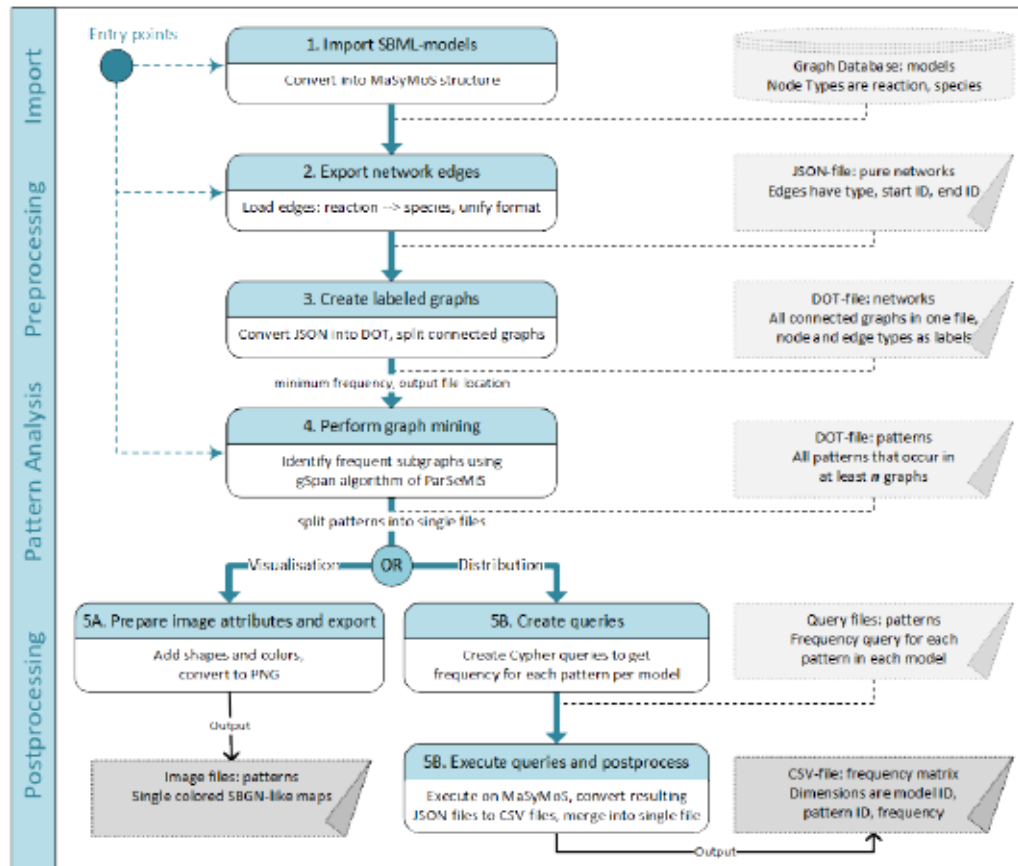 Import
Preprocessing
Pattern Analysis
Postprocessing
Entry points
1. Import SBML-models
Convert into MaSyMoS structure
Graph Database: models
Node Types are reaction, species
2. Export network edges
Load edges: reaction --> species, unify format
JSON-file: pure networks
Edges have type, start ID, end ID
3. Create labeled graphs
Convert JSON into DOT, split connected graphs
DOT-file: networks
All connected graphs in one file,
node and edge types as labels
minimum frequency, output file location
4. Perform graph mining
Identify frequent subgraphs using
gSpan algorithm of ParSeMiS
DOT-file: patterns
All patterns that occur in
at least n graphs
split patterns into single files
Visualisation
OR
Distribution
5A. Prepare image attributes and export
Add shapes and colors,
convert to PNG
5B. Create queries
Create Cypher queries to get
frequency for each pattern per model
Query files: patterns
Frequency query for each
pattern in each model
Output
Image files: patterns
Single colored SBGN-like maps
5B. Execute queries and postprocess
Execute on MaSyMoS, convert resulting
JSON files to CSV files, merge into single file
CSV-file: frequency matrix
Dimensions are model ID,
pattern ID, frequency
Output